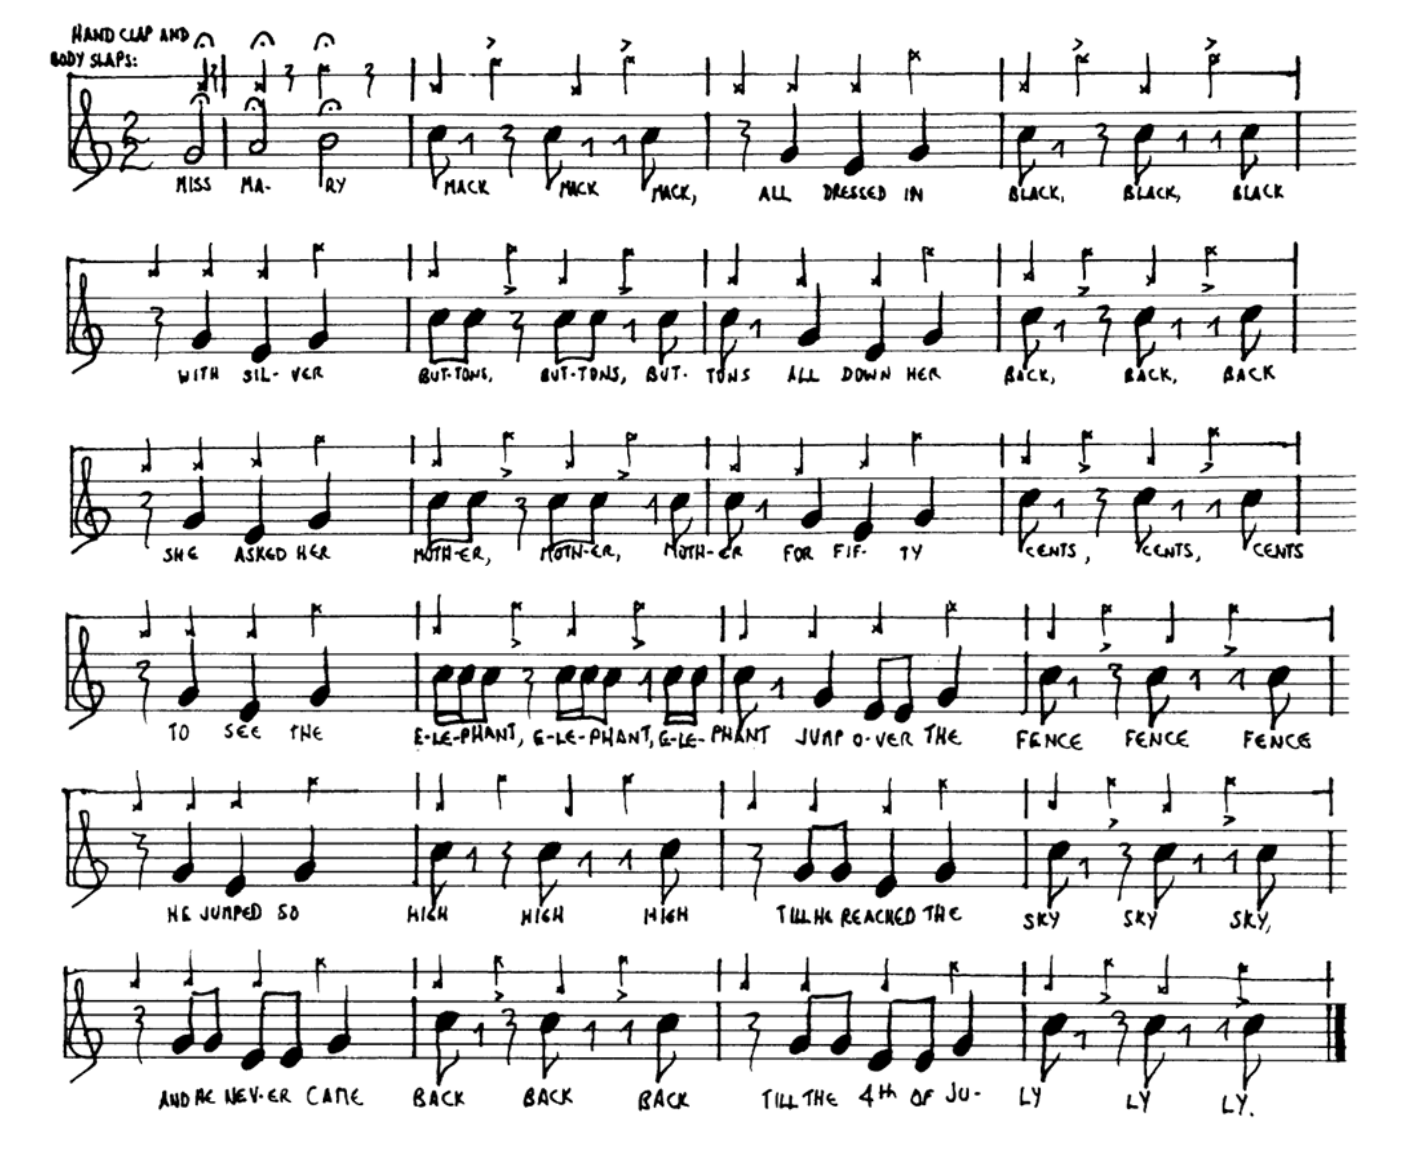 HAND CLAP AND
BODY SLAPS:
MISS MA- RY MACK MACK MACK, ALL DRESSED IN BLACK, BLACK, BLACK
WITH SIL- VER BUT-TONS, BUT-TONS, BUT- TONS ALL DOWN HER BACK, BACK, BACK
SHE ASKED HER MOTH-ER, MOTH-ER, MOTH-ER FOR FIF- TY CENTS, CENTS, CENTS
TO SEE THE E-LE-PHANT, E-LE-PHANT, E-LE- PHANT JUMP O-VER THE FENCE FENCE FENCE
HE JUMPED SO HIGH HIGH HIGH TILL HE REACHED THE SKY SKY SKY,
AND HE NEV-ER CAME BACK BACK BACK TILL THE 4th OF JU- LY LY LY.